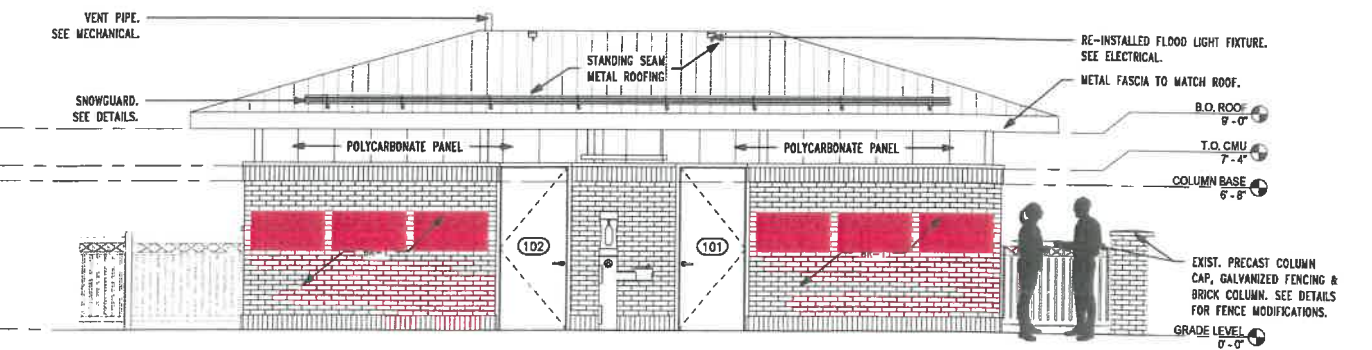 VENT PIPE.
SEE MECHANICAL.
STANDING SEAM
METAL ROOFING
RE-INSTALLED FLOOD LIGHT FIXTURE.
SEE ELECTRICAL.
METAL FASCIA TO MATCH ROOF.
SNOWGUARD.
SEE DETAILS.
B.O. ROOF
9'-0"
POLYCARBONATE PANEL
POLYCARBONATE PANEL
T.O. CMU
7'-4"
COLUMN BASE
6'-8"
102
101
EXIST. PRECAST COLUMN
CAP, GALVANIZED FENCING &
BRICK COLUMN. SEE DETAILS
FOR FENCE MODIFICATIONS.
GRADE LEVEL
0'-0"